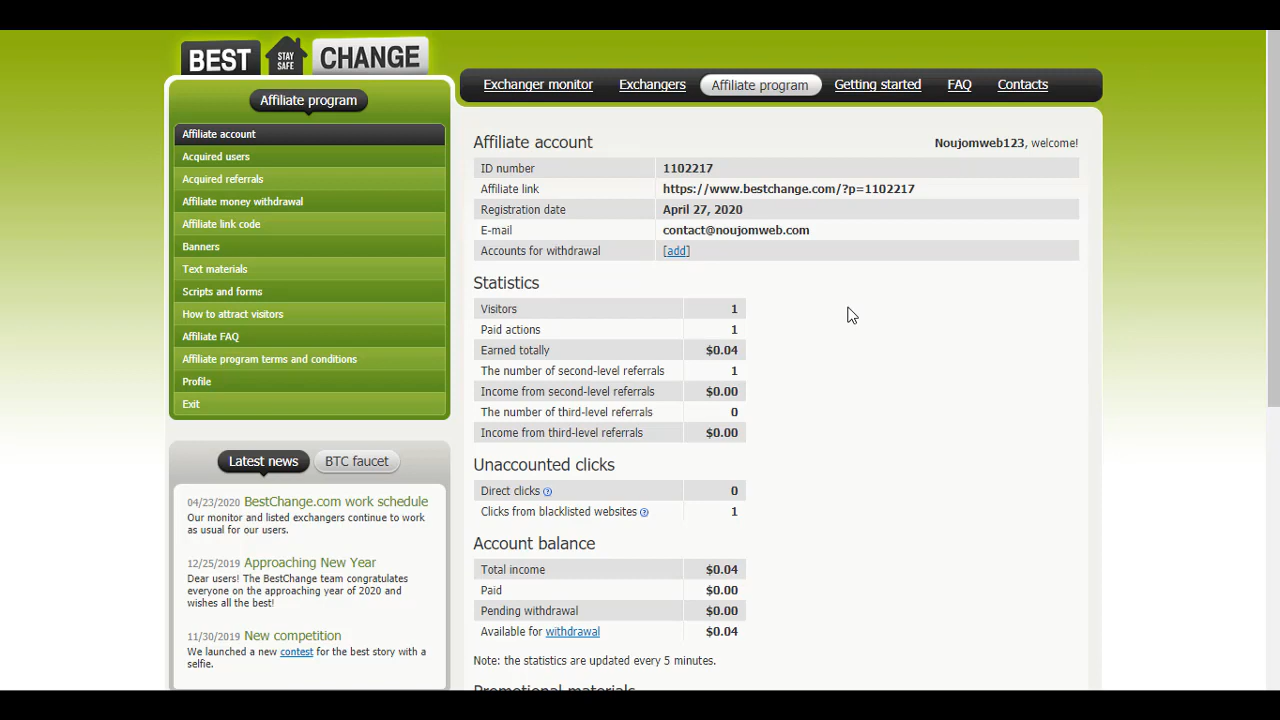 BEST STAY SAFE CHANGE
Exchanger monitor Exchangers Affiliate program Getting started FAQ Contacts
Affiliate program
Affiliate account
Acquired users
Acquired referrals
Affiliate money withdrawal
Affiliate link code
Banners
Text materials
Scripts and forms
How to attract visitors
Affiliate FAQ
Affiliate program terms and conditions
Profile
Exit
Latest news BTC faucet
04/23/2020 BestChange.com work schedule
Our monitor and listed exchangers continue to work
as usual for our users.
12/25/2019 Approaching New Year
Dear users! The BestChange team congratulates
everyone on the approaching year of 2020 and
wishes all the best!
11/30/2019 New competition
We launched a new contest for the best story with a
selfie.
Affiliate account Noujomweb123, welcome!
ID number 1102217
Affiliate link https://www.bestchange.com/?p=1102217
Registration date April 27, 2020
E-mail contact@noujomweb.com
Accounts for withdrawal [add]
Statistics
Visitors 1
Paid actions 1
Earned totally $0.04
The number of second-level referrals 1
Income from second-level referrals $0.00
The number of third-level referrals 0
Income from third-level referrals $0.00
Unaccounted clicks
Direct clicks ? 0
Clicks from blacklisted websites ? 1
Account balance
Total income $0.04
Paid $0.00
Pending withdrawal $0.00
Available for withdrawal $0.04
Note: the statistics are updated every 5 minutes.
Promotional materials